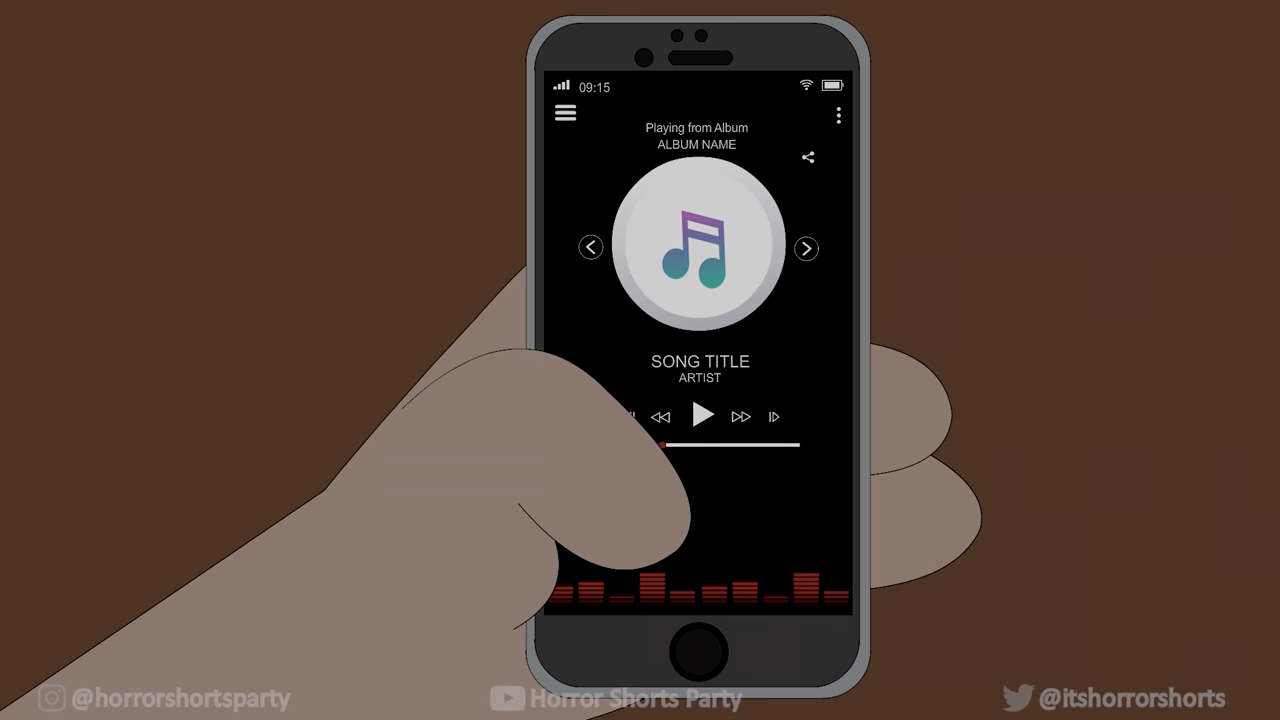 09:15
Playing from Album
ALBUM NAME
SONG TITLE
ARTIST
@horrorshortsparty
Horror Shorts Party
@itshorrorshorts